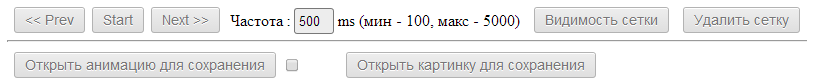 << Prev Start Next >> Частота : 500 ms (мин - 100, макс - 5000) Видимость сетки Удалить сетку
Открыть анимацию для сохранения Открыть картинку для сохранения